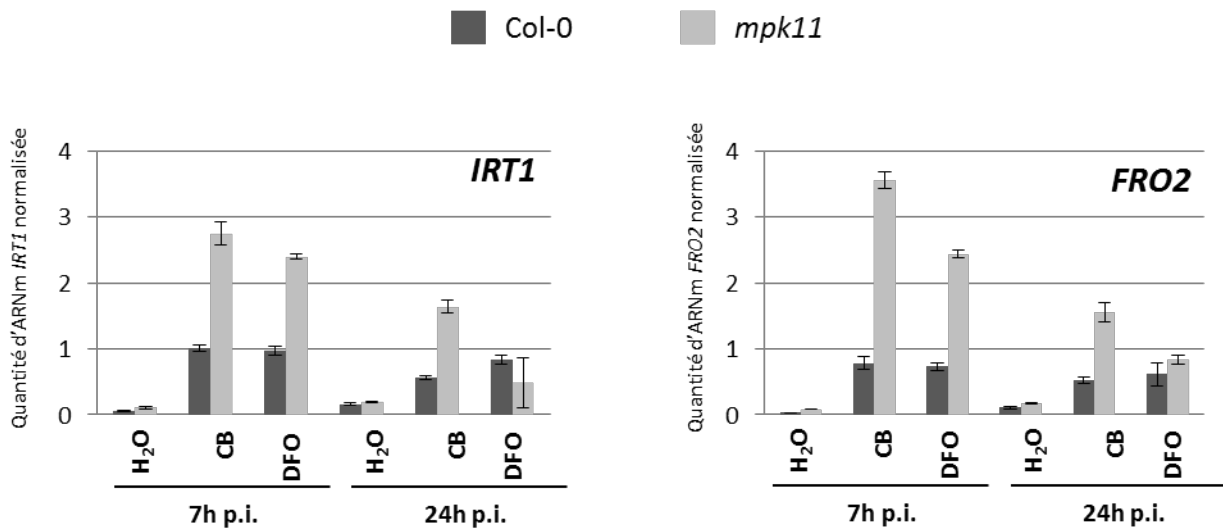 Col-0 mpk11
Quantité d'ARNm IRT1 normalisée
IRT1
4
3
2
1
0
H₂O CB DFO H₂O CB DFO
7h p.i. 24h p.i.
Quantité d'ARNm FRO2 normalisée
FRO2
4
3
2
1
0
H₂O CB DFO H₂O CB DFO
7h p.i. 24h p.i.